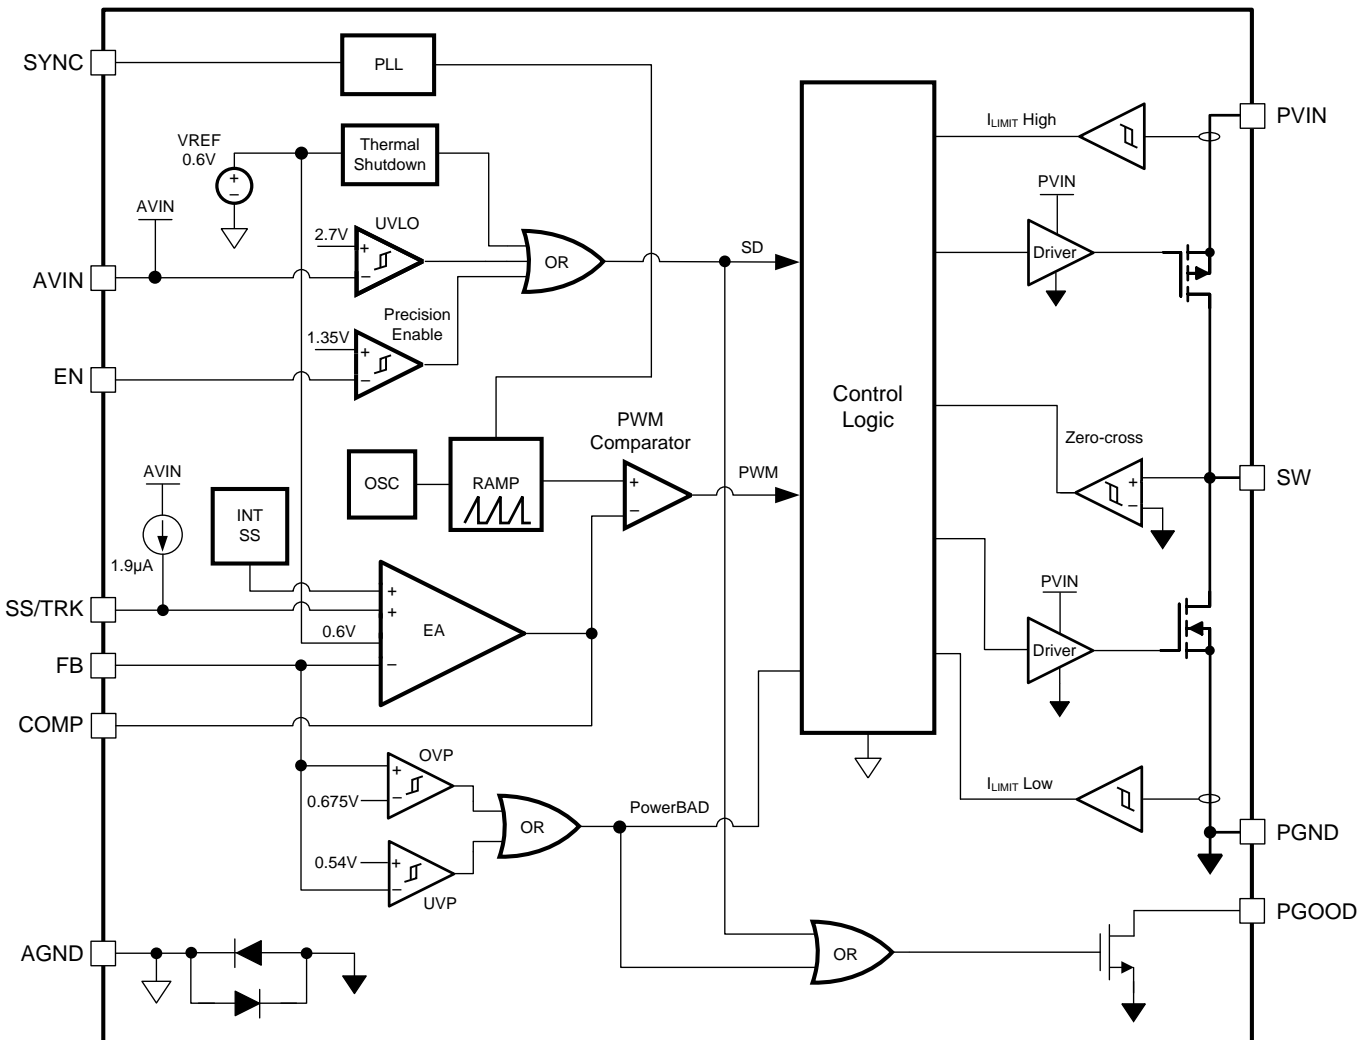 SYNC
PLL
PVIN
I_LIMIT High
VREF
0.6V
+
−
Thermal
Shutdown
AVIN
PVIN
UVLO
2.7V
+
−
OR
SD
Driver
AVIN
Precision
Enable
1.35V
+
−
EN
Control
Logic
PWM
Comparator
Zero-cross
AVIN
OSC
RAMP
+
−
PWM
+
−
SW
INT
SS
1.9µA
PVIN
SS/TRK
+
+
EA
0.6V
−
FB
Driver
COMP
OVP
+
0.675V
−
OR
PowerBAD
I_LIMIT Low
PGND
0.54V
+
−
UVP
PGOOD
AGND
OR